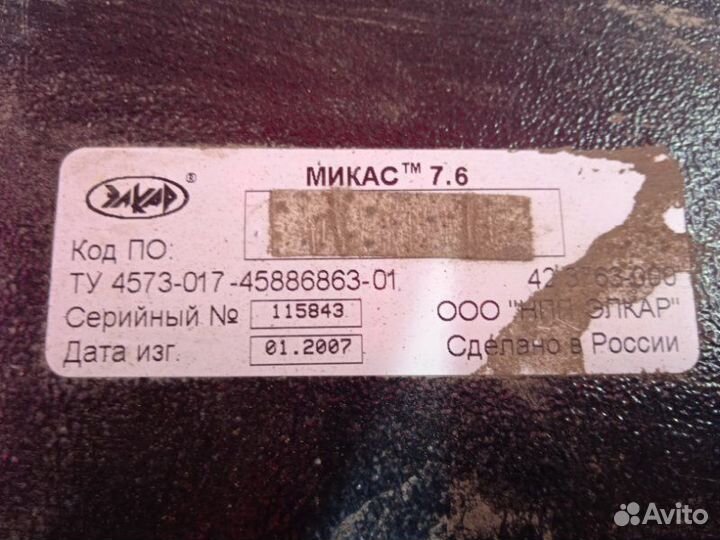 ЭЛКАР ®
МИКАС™ 7.6
Код ПО:
ТУ 4573-017-45886863-01
Серийный № 115843 ООО "НПП ЭЛКАР"
Дата изг. 01.2007 Сделано в России
Avito